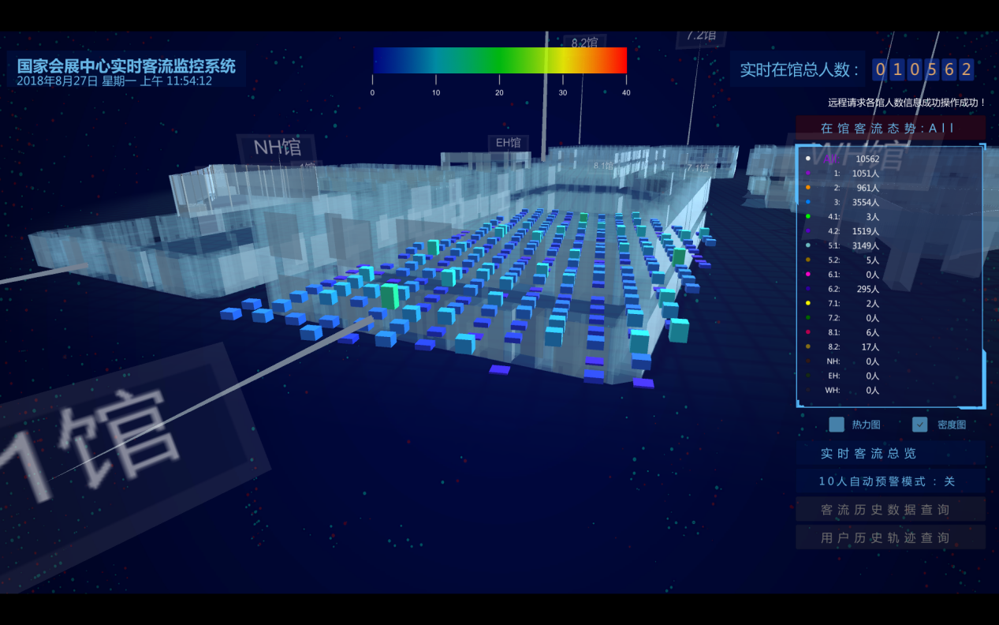 国家会展中心实时客流监控系统
2018年8月27日 星期一 上午 11:54:12
0 10 20 30 40
8.2馆
7.2馆
实时在馆总人数：
010562
远程请求各馆人数信息成功操作成功！
在馆客流态势:All
NH馆
EH馆
WH馆
8.1馆
7.1馆
1馆
10562
1: 1051人
2: 961人
3: 3554人
4.1: 3人
4.2: 1519人
5.1: 3149人
5.2: 5人
6.1: 0人
6.2: 295人
7.1: 2人
7.2: 0人
8.1: 6人
8.2: 17人
NH: 0人
EH: 0人
WH: 0人
热力图
密度图
实时客流总览
10人自动预警模式：关
客流历史数据查询
用户历史轨迹查询